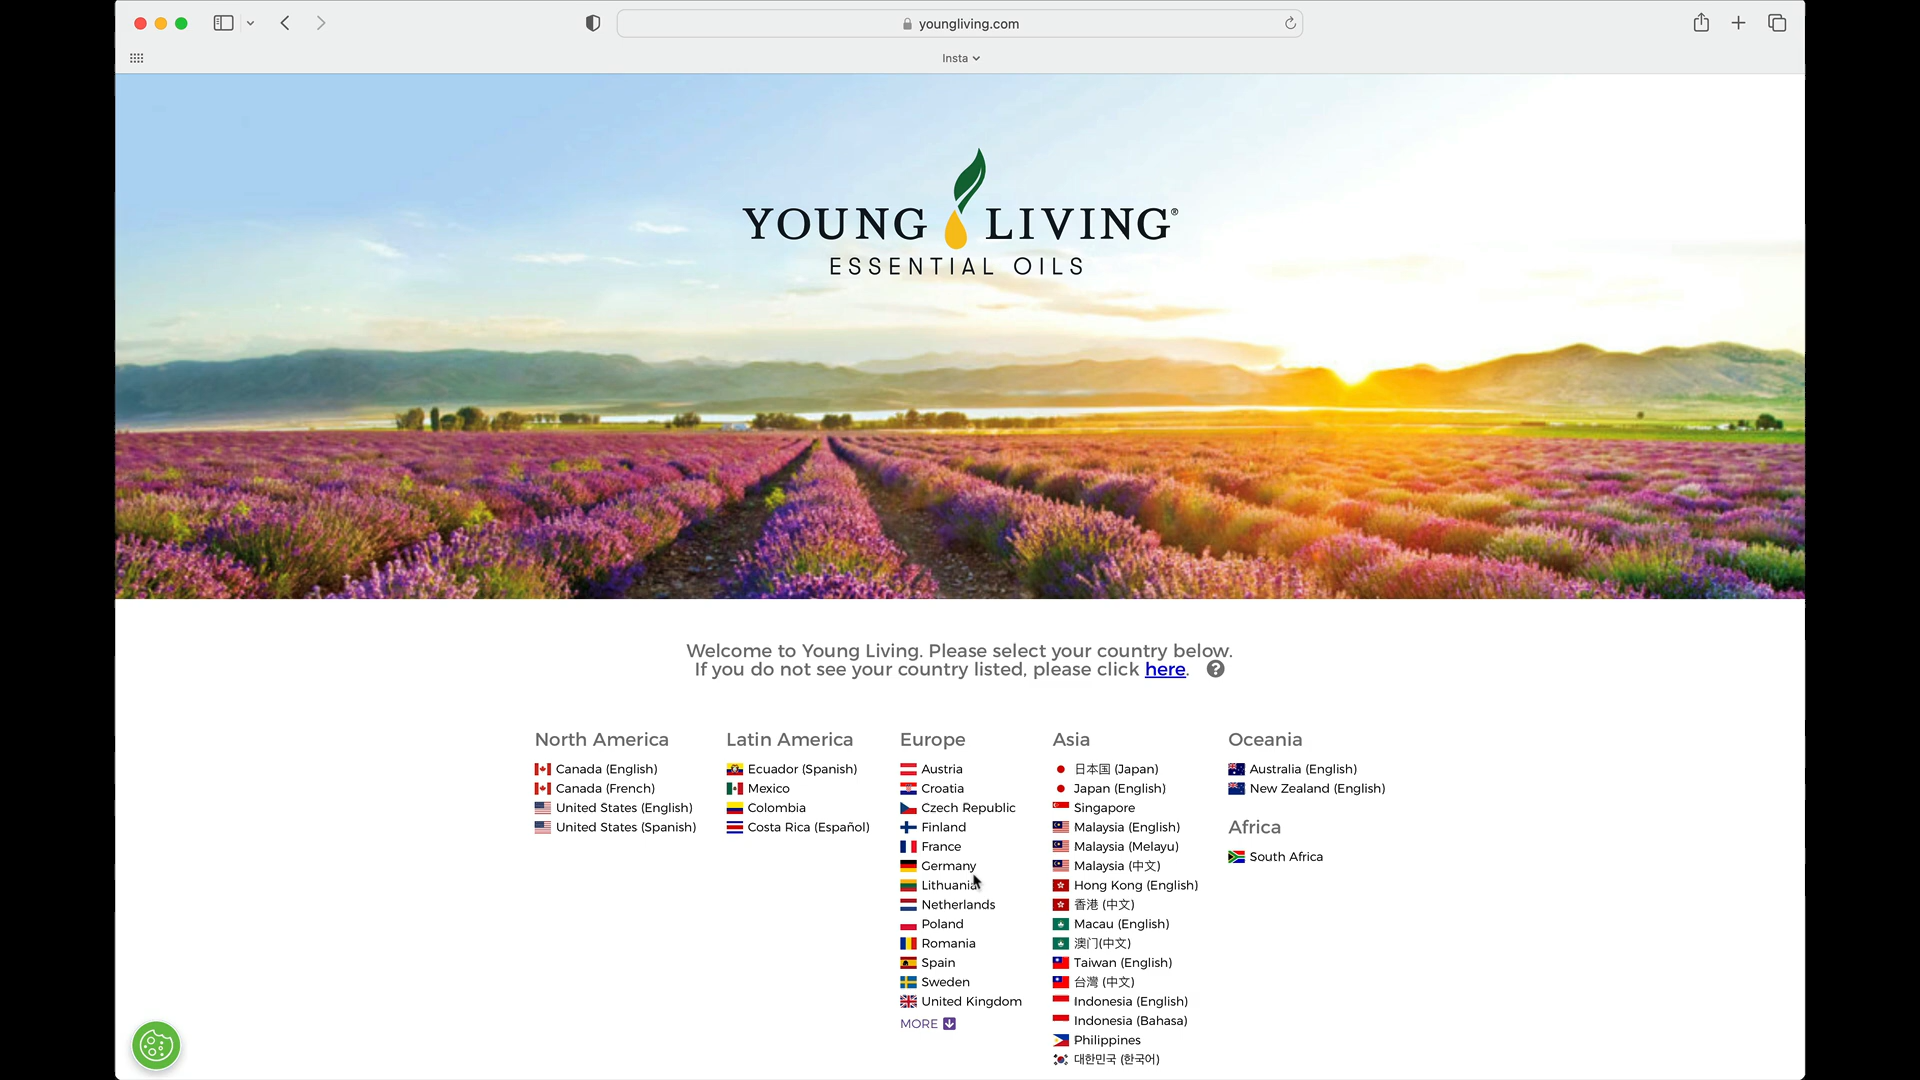 youngliving.com
Insta
YOUNG LIVING®
ESSENTIAL OILS
Welcome to Young Living. Please select your country below.
If you do not see your country listed, please click here.
North America
Canada (English)
Canada (French)
United States (English)
United States (Spanish)
Latin America
Ecuador (Spanish)
Mexico
Colombia
Costa Rica (Español)
Europe
Austria
Croatia
Czech Republic
Finland
France
Germany
Lithuania
Netherlands
Poland
Romania
Spain
Sweden
United Kingdom
MORE
Asia
日本国 (Japan)
Japan (English)
Singapore
Malaysia (English)
Malaysia (Melayu)
Malaysia (中文)
Hong Kong (English)
香港 (中文)
Macau (English)
澳门(中文)
Taiwan (English)
台灣 (中文)
Indonesia (English)
Indonesia (Bahasa)
Philippines
대한민국 (한국어)
Oceania
Australia (English)
New Zealand (English)
Africa
South Africa